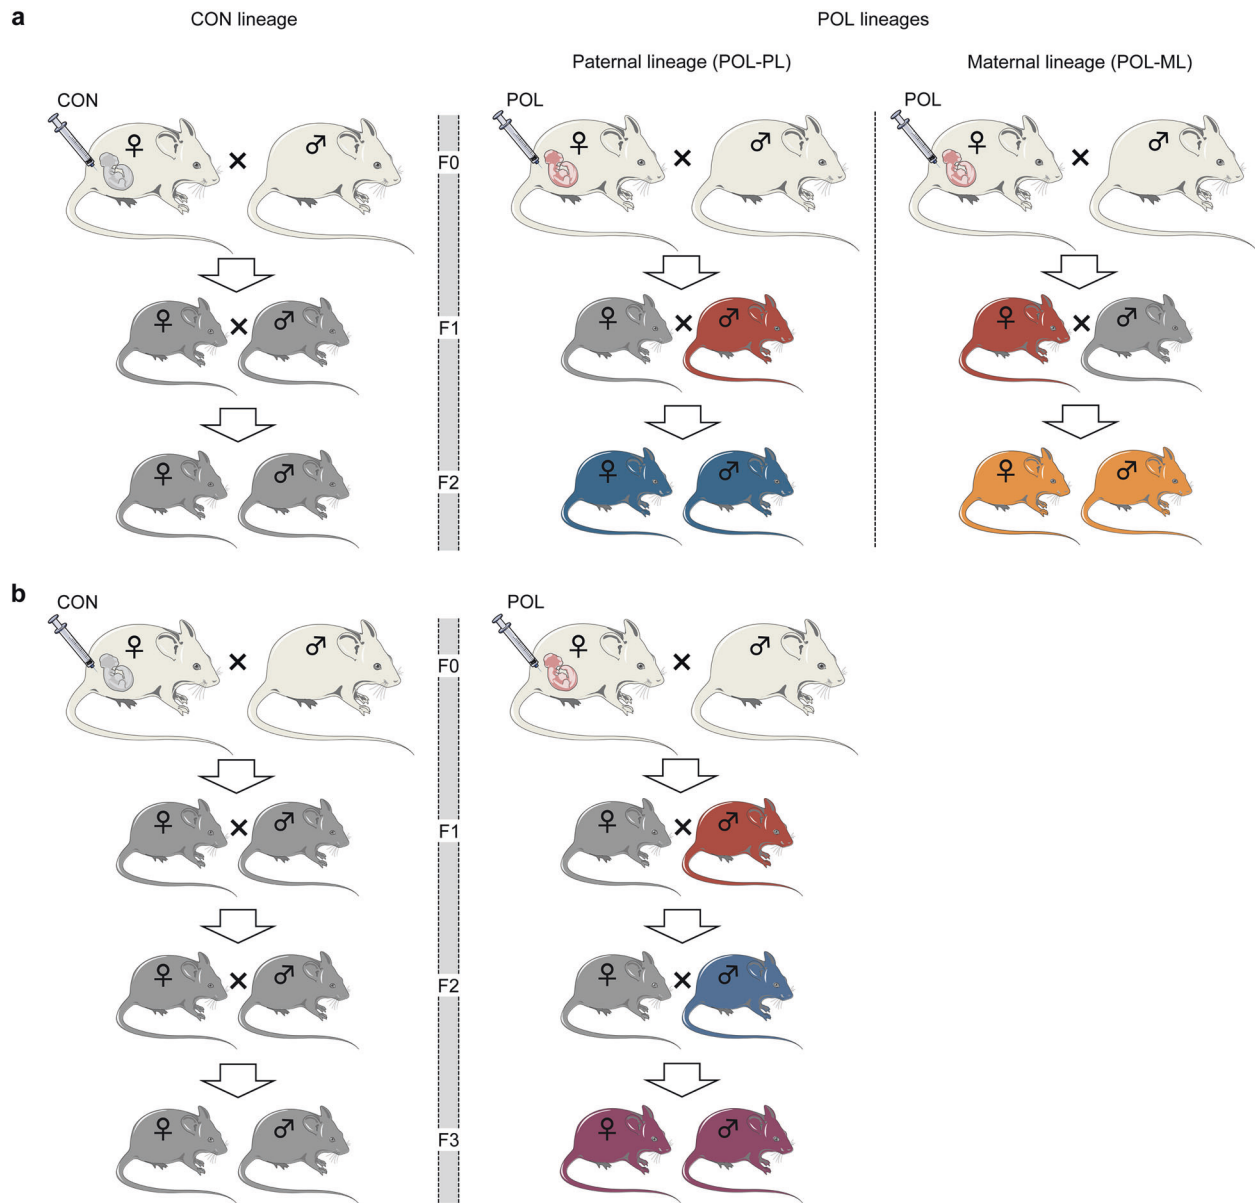 a
CON lineage
POL lineages
Paternal lineage (POL-PL)
Maternal lineage (POL-ML)
CON
♀ × ♂
F0
POL
♀ × ♂
POL
♀ × ♂
♀ × ♂
F1
♀ × ♂
♀ × ♂
♀ ♂
F2
♀ ♂
♀ ♂
b
CON
♀ × ♂
F0
POL
♀ × ♂
♀ × ♂
F1
♀ × ♂
♀ × ♂
F2
♀ × ♂
♀ ♂
F3
♀ ♂